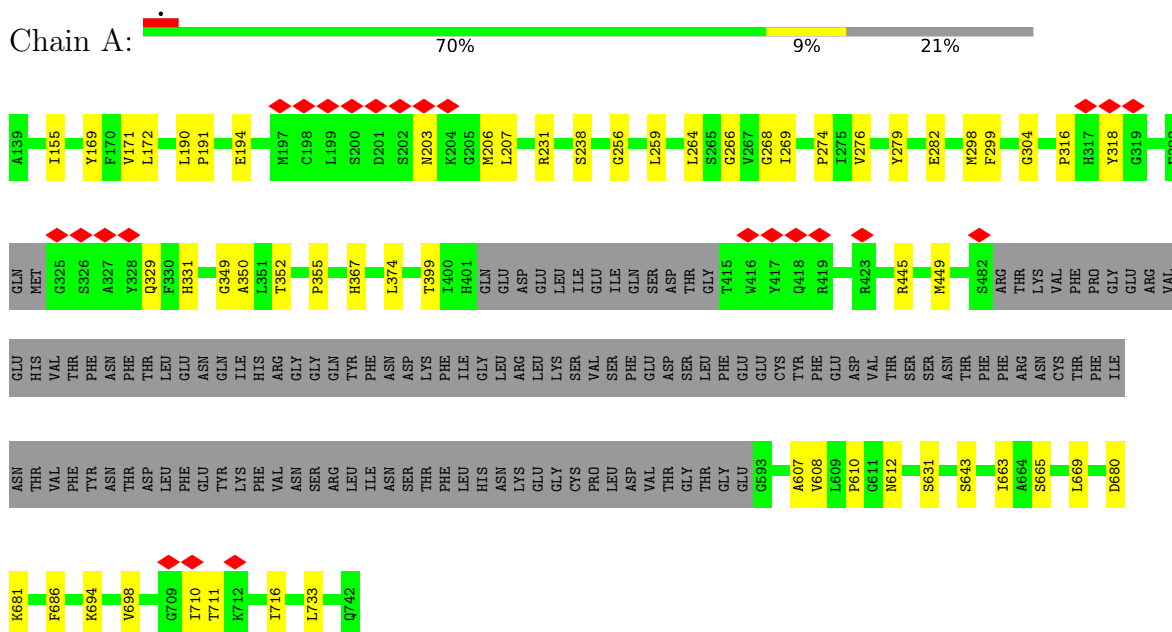 Chain A:
70% 9% 21%
A139 I155 Y169 F170 V171 L172 L190 P191 E194 M197 C198 L199 S200 D201 S202 N203 K204 G205 M206 L207 R231 S238 G256 L259 L264 S265 G266 V267 G268 I269 P274 I275 V276 Y279 E282 M298 F299 G304 P316 H317 Y318 G319
GLN MET G325 S326 A327 Y328 Q329 F330 H331 G349 A350 L351 T352 P355 H367 L374 T399 I400 H401 GLN GLU ASP GLU LEU ILE GLU ILE GLN SER ASP THR GLY T415 W416 Y417 Q418 R419 R423 R445 M449 S482 ARG THR LYS VAL PHE PRO GLY GLU ARG VAL
GLU HIS VAL THR PHE ASN PHE THR LEU GLU ASN GLN ILE HIS ARG GLY GLY GLN TYR PHE ASN ASP LYS PHE ILE GLY LEU ARG LEU LYS SER VAL SER PHE GLU ASP SER LEU PHE GLU GLU CYS TYR PHE GLU ASP VAL THR SER SER ASN THR PHE PHE ARG ASN CYS THR PHE ILE
ASN THR VAL PHE TYR ASN THR ASP LEU PHE GLU TYR LYS PHE VAL ASN SER ARG LEU ILE ASN SER THR PHE LEU HIS ASN LYS GLU GLY CYS PRO LEU ASP VAL THR GLY THR GLY GLU G593 A607 V608 L609 P610 G611 N612 S631 S643 I663 A664 S665 L669 D680
K681 F686 K694 V698 G709 I710 T711 K712 I716 L733 Q742